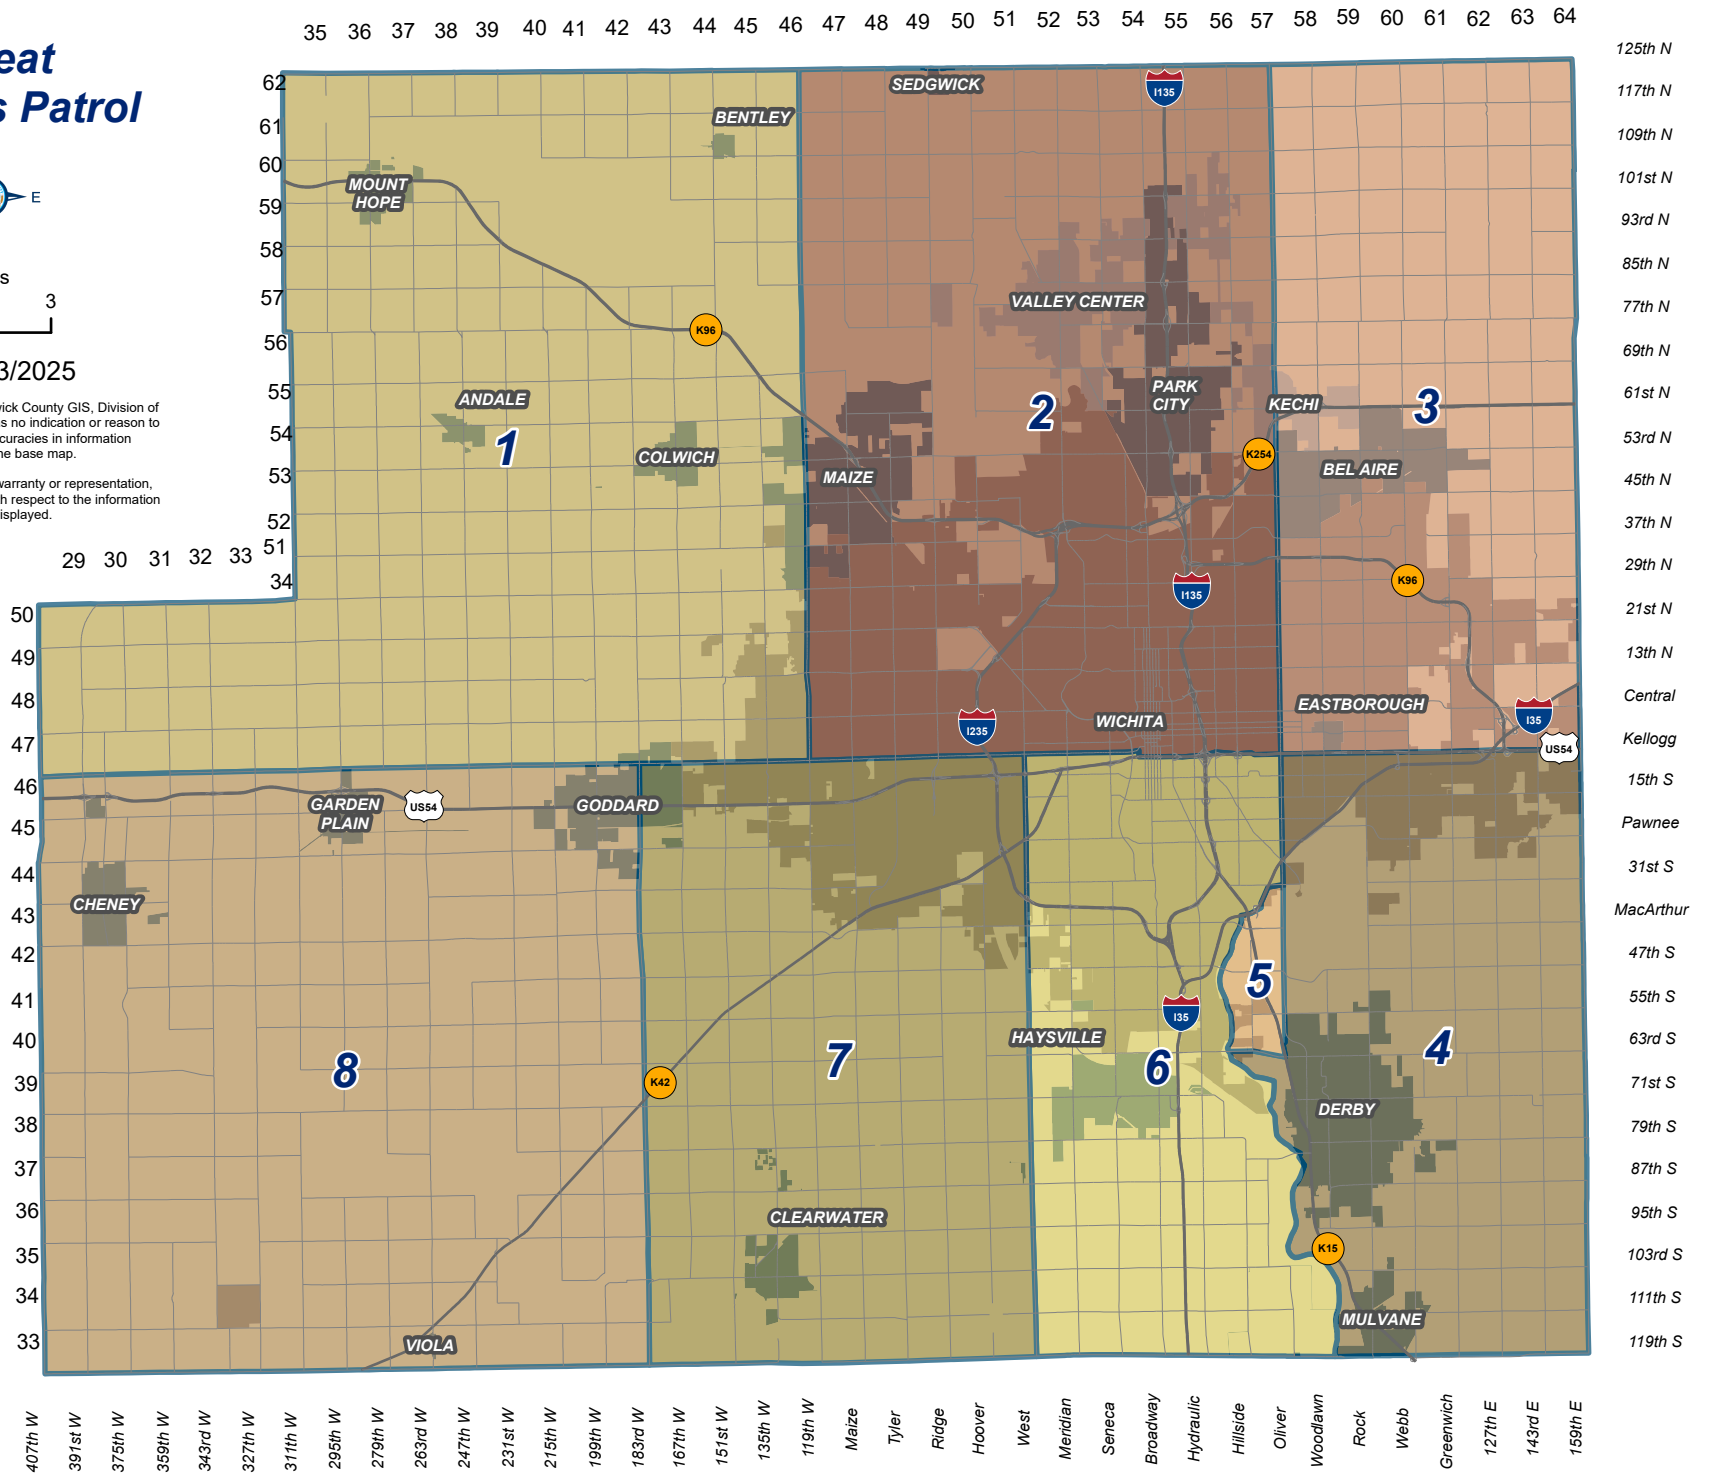 35 36 37 38 39 40 41 42 43 44 45 46 47 48 49 50 51 52 53 54 55 56 57 58 59 60 61 62 63 64
eat
s Patrol
E
s
3
3/2025
wick County GIS, Division of
as no indication or reason to
curacies in information
he base map.
warranty or representation,
th respect to the information
isplayed.
29 30 31 32 33
62
61
60
59
58
57
56
55
54
53
52
51
34
50
49
48
47
46
45
44
43
42
41
40
39
38
37
36
35
34
33
SEDGWICK
I135
BENTLEY
MOUNT
HOPE
VALLEY CENTER
K96
PARK
CITY
ANDALE
KECHI
1
2
3
COLWICH
MAIZE
K254
BEL AIRE
I135
K96
EASTBOROUGH
WICHITA
I235
I35
US54
GARDEN
PLAIN
US54
GODDARD
CHENEY
5
I35
HAYSVILLE
8
7
6
4
K42
DERBY
CLEARWATER
K15
MULVANE
VIOLA
125th N
117th N
109th N
101st N
93rd N
85th N
77th N
69th N
61st N
53rd N
45th N
37th N
29th N
21st N
13th N
Central
Kellogg
15th S
Pawnee
31st S
MacArthur
47th S
55th S
63rd S
71st S
79th S
87th S
95th S
103rd S
111th S
119th S
407th W
391st W
375th W
359th W
343rd W
327th W
311th W
295th W
279th W
263rd W
247th W
231st W
215th W
199th W
183rd W
167th W
151st W
135th W
119th W
Maize
Tyler
Ridge
Hoover
West
Meridian
Seneca
Broadway
Hydraulic
Hillside
Oliver
Woodlawn
Rock
Webb
Greenwich
127th E
143rd E
159th E